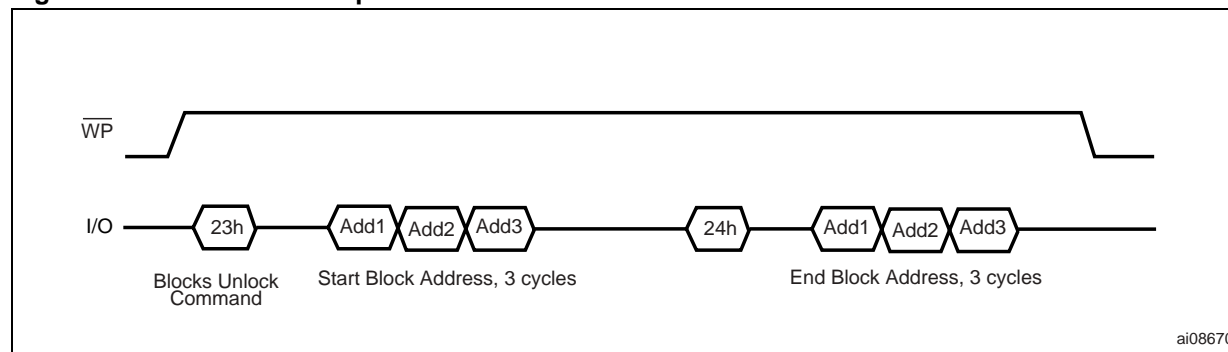 WP
I/O
23h
Add1
Add2
Add3
24h
Add1
Add2
Add3
Blocks Unlock
Command
Start Block Address, 3 cycles
End Block Address, 3 cycles
ai08670